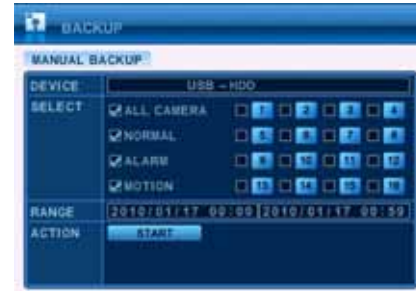 BACKUP
MANUAL BACKUP
DEVICE USB - HDD
SELECT ALL CAMERA 1 2 3 4
NORMAL 5 6 7 8
ALARM 9 10 11 12
MOTION 13 14 15 16
RANGE 2010/01/17 00:00 2010/01/17 00:59
ACTION START